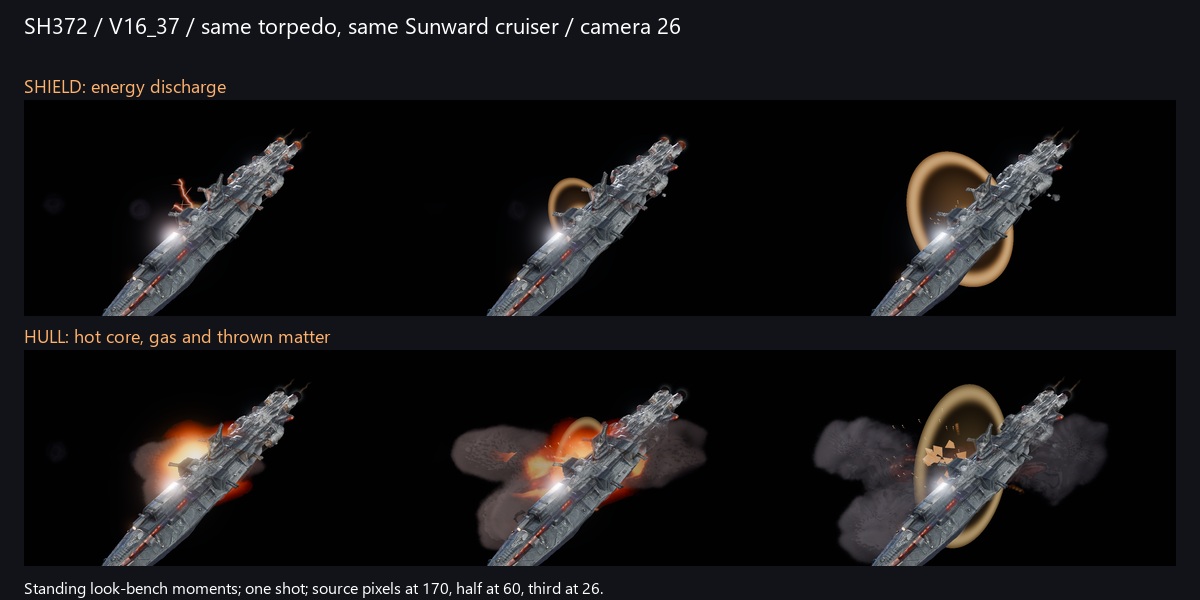 SH372 / V16_37 / same torpedo, same Sunward cruiser / camera 26
SHIELD: energy discharge
HULL: hot core, gas and thrown matter
Standing look-bench moments; one shot; source pixels at 170, half at 60, third at 26.